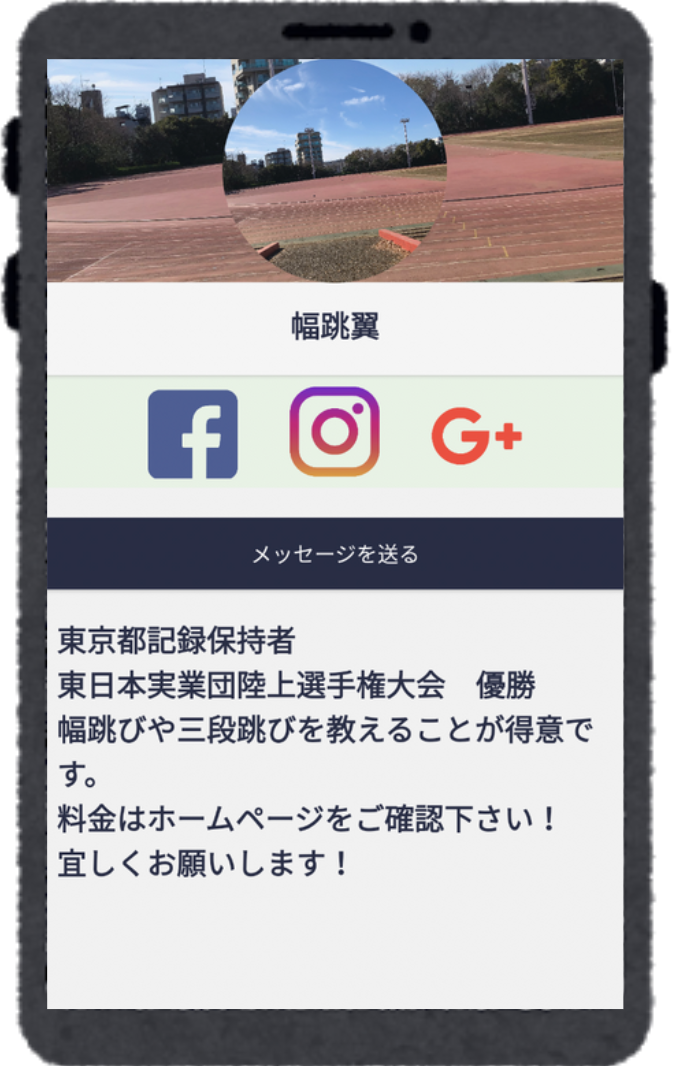 幅跳翼
f
G+
メッセージを送る
東京都記録保持者
東日本実業団陸上選手権大会　優勝
幅跳びや三段跳びを教えることが得意で
す。
料金はホームページをご確認下さい！
宜しくお願いします！